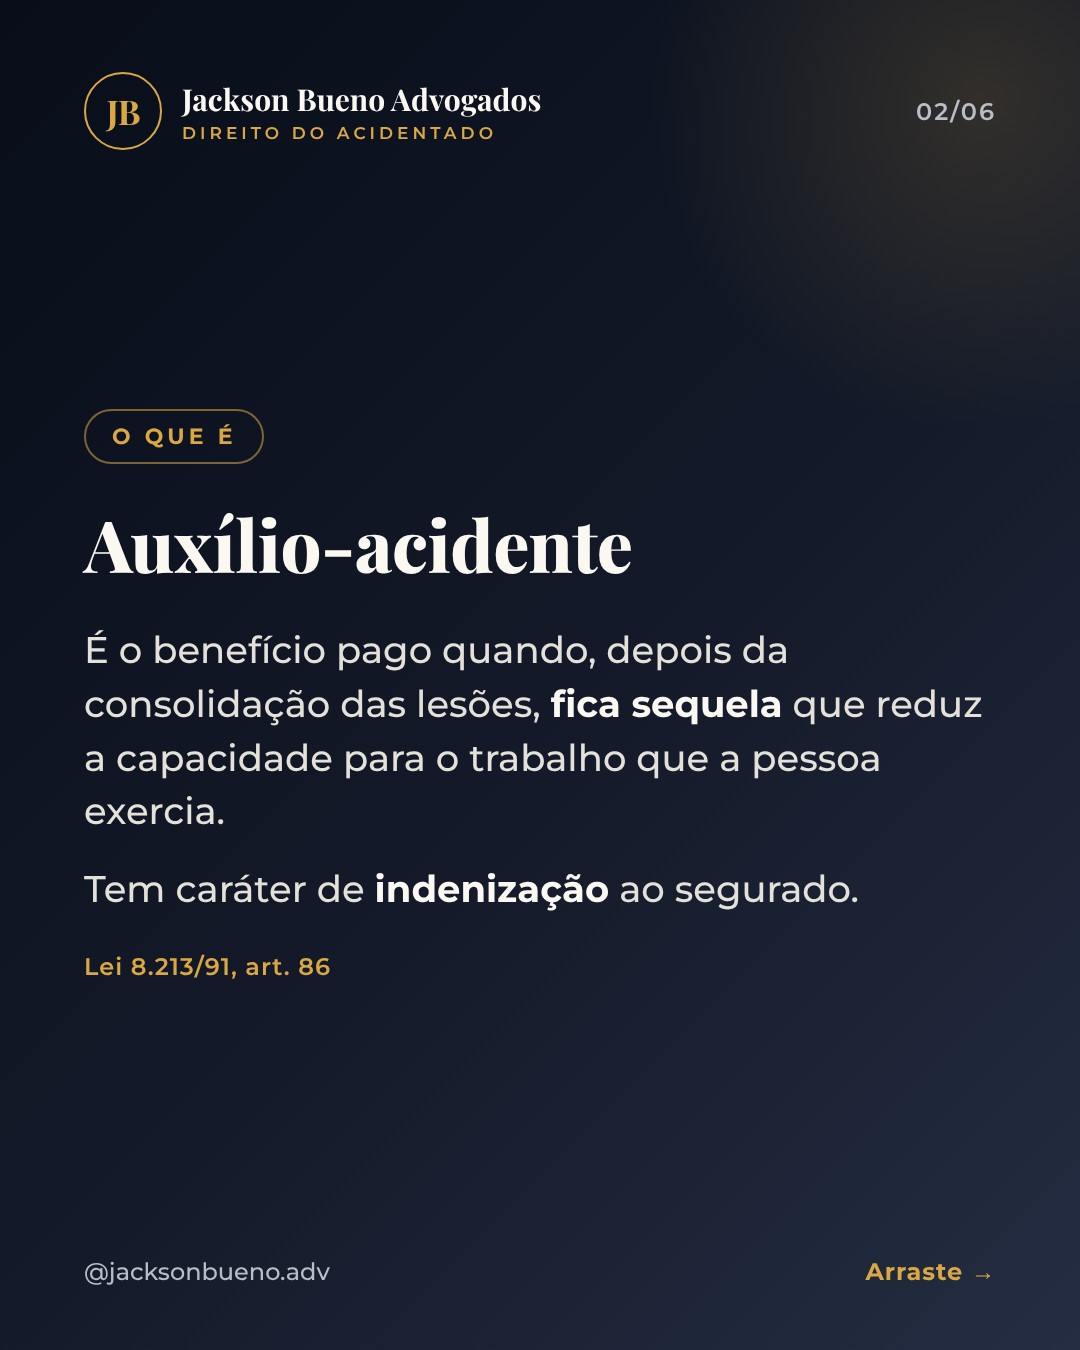 JB
Jackson Bueno Advogados
DIREITO DO ACIDENTADO
02/06
O QUE É
Auxílio-acidente
É o benefício pago quando, depois da
consolidação das lesões, fica sequela que reduz
a capacidade para o trabalho que a pessoa
exercia.
Tem caráter de indenização ao segurado.
Lei 8.213/91, art. 86
@jacksonbueno.adv
Arraste →